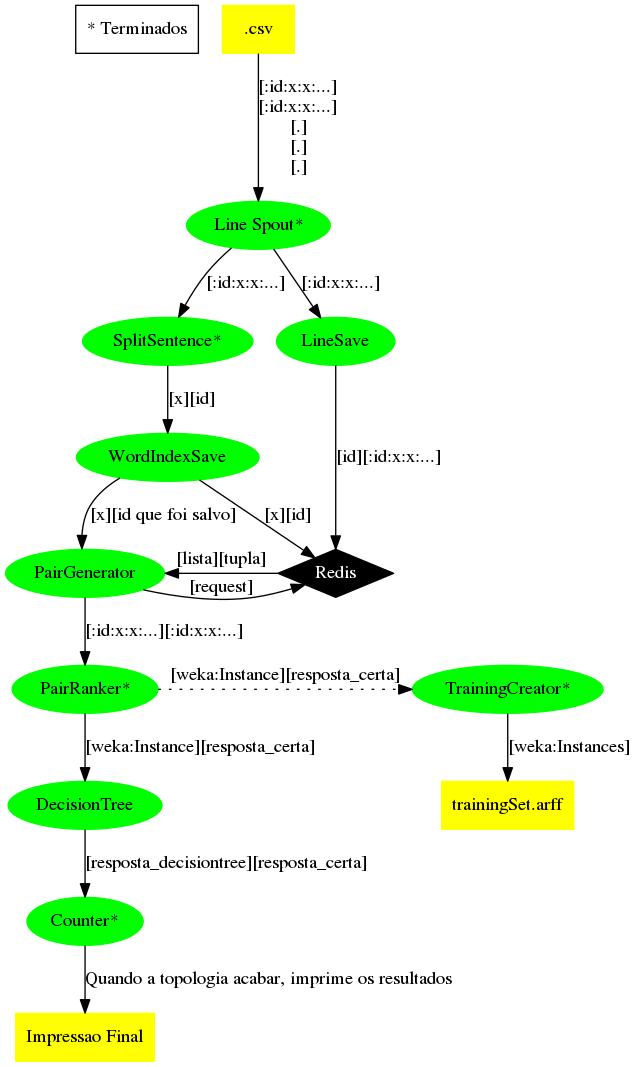 * Terminados
.csv
[:id:x:x:...]
[:id:x:x:...]
[.]
[.]
[.]
Line Spout*
[:id:x:x:...]
[:id:x:x:...]
SplitSentence*
LineSave
[x][id]
WordIndexSave
[id][:id:x:x:...]
[x][id que foi salvo]
[x][id]
[lista][tupla]
PairGenerator
Redis
[request]
[:id:x:x:...][:id:x:x:...]
[weka:Instance][resposta_certa]
PairRanker*
TrainingCreator*
[weka:Instance][resposta_certa]
[weka:Instances]
DecisionTree
trainingSet.arff
[resposta_decisiontree][resposta_certa]
Counter*
Quando a topologia acabar, imprime os resultados
Impressao Final